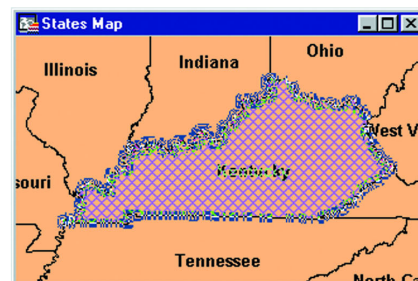 States Map
Ohio
Indiana
Illinois
West V
Kentucky
souri
Tennessee
North C